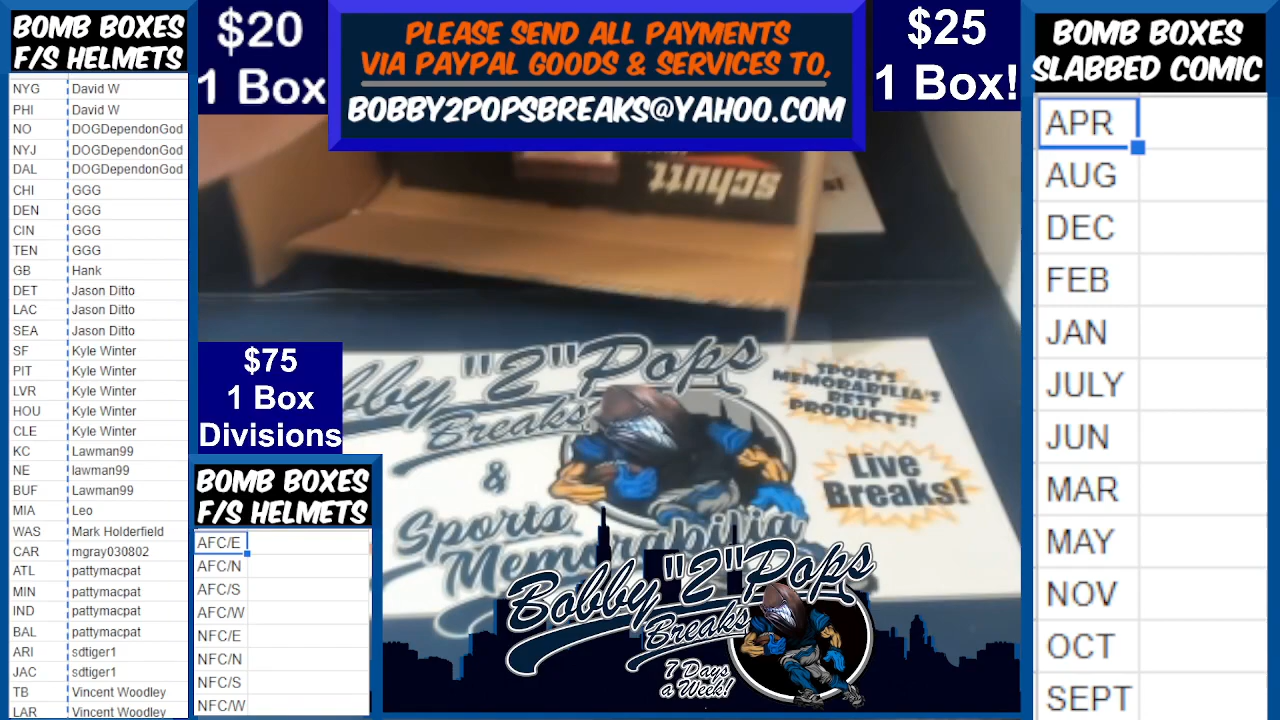 BOMB BOXES
F/S HELMETS
NYG David W
PHI David W
NO DOGDependonGod
NYJ DOGDependonGod
DAL DOGDependonGod
CHI GGG
DEN GGG
CIN GGG
TEN GGG
GB Hank
DET Jason Ditto
LAC Jason Ditto
SEA Jason Ditto
SF Kyle Winter
PIT Kyle Winter
LVR Kyle Winter
HOU Kyle Winter
CLE Kyle Winter
KC Lawman99
NE lawman99
BUF Lawman99
MIA Leo
WAS Mark Holderfield
CAR mgray030802
ATL pattymacpat
MIN pattymacpat
IND pattymacpat
BAL pattymacpat
ARI sdtiger1
JAC sdtiger1
TB Vincent Woodley
LAR Vincent Woodley
$20
1 Box
PLEASE SEND ALL PAYMENTS
VIA PAYPAL GOODS & SERVICES TO,
BOBBY2POPSBREAKS@YAHOO.COM
$25
1 Box!
schutt
$75
1 Box
Divisions
BOMB BOXES
F/S HELMETS
AFC/E
AFC/N
AFC/S
AFC/W
NFC/E
NFC/N
NFC/S
NFC/W
Bobby "2" Pops
Breaks
&
Sports
Memorabilia
SPORTS
MEMORABILIA'S
BEST
PRODUCTS!
Live
Breaks!
Bobby "2" Pops
Breaks
7 Days
a Week!
BOMB BOXES
SLABBED COMIC
APR
AUG
DEC
FEB
JAN
JULY
JUN
MAR
MAY
NOV
OCT
SEPT